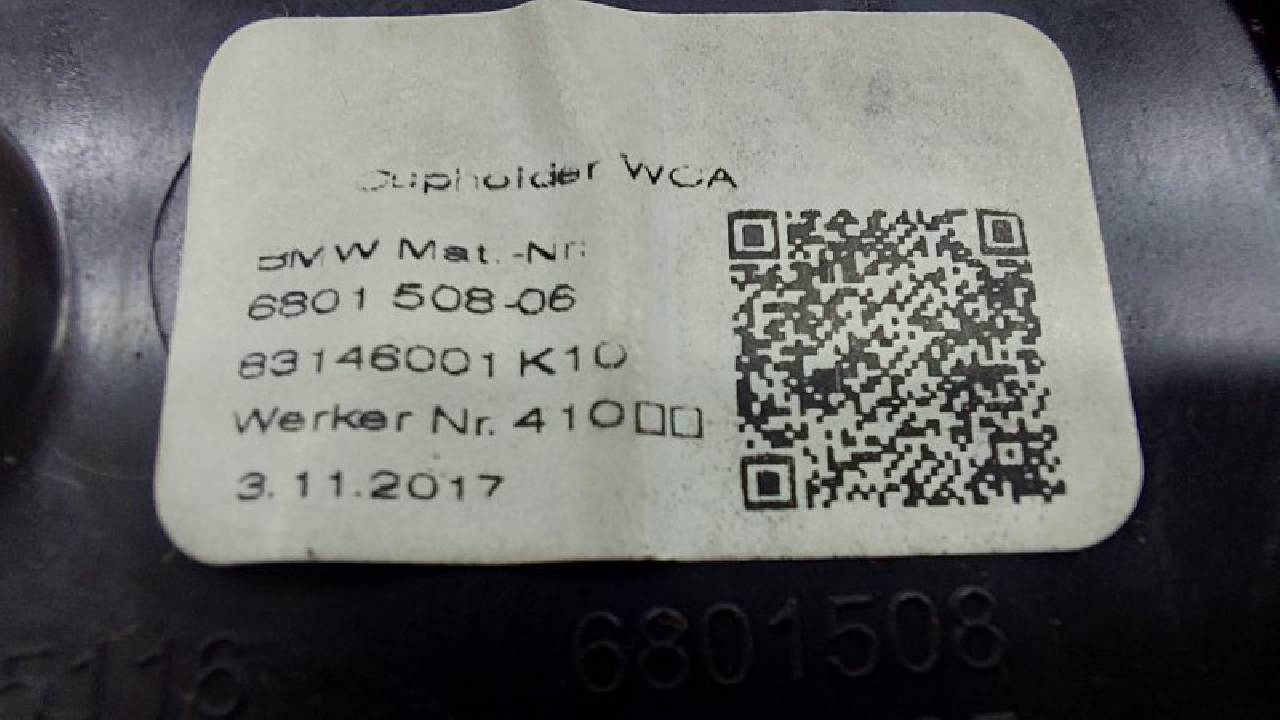 Cupholder WCA
BMW Mat.-Nr:
6801 508-06
83146001 K10
Werker Nr. 410□□
3.11.2017
6801508
5116